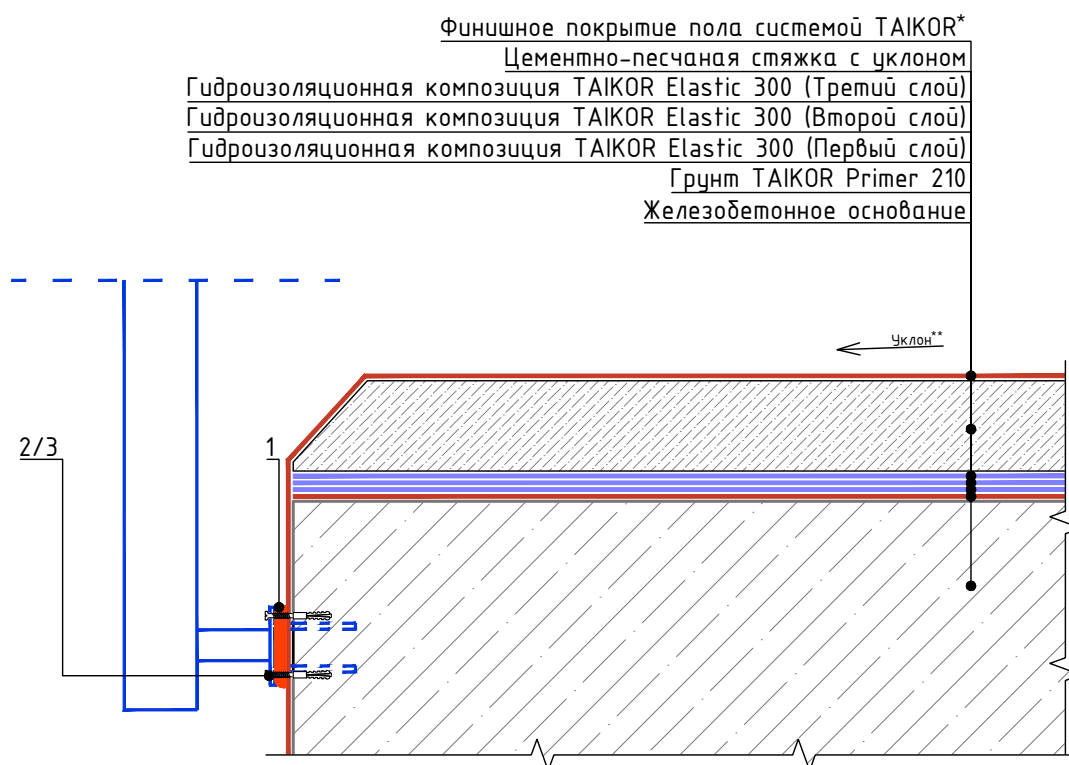 Финишное покрытие пола системой TAIKOR*
Цементно-песчаная стяжка с уклоном
Гидроизоляционная композиция TAIKOR Elastic 300 (Третий слой)
Гидроизоляционная композиция TAIKOR Elastic 300 (Второй слой)
Гидроизоляционная композиция TAIKOR Elastic 300 (Первый слой)
Грунт TAIKOR Primer 210
Железобетонное основание
Уклон**
2/3
1